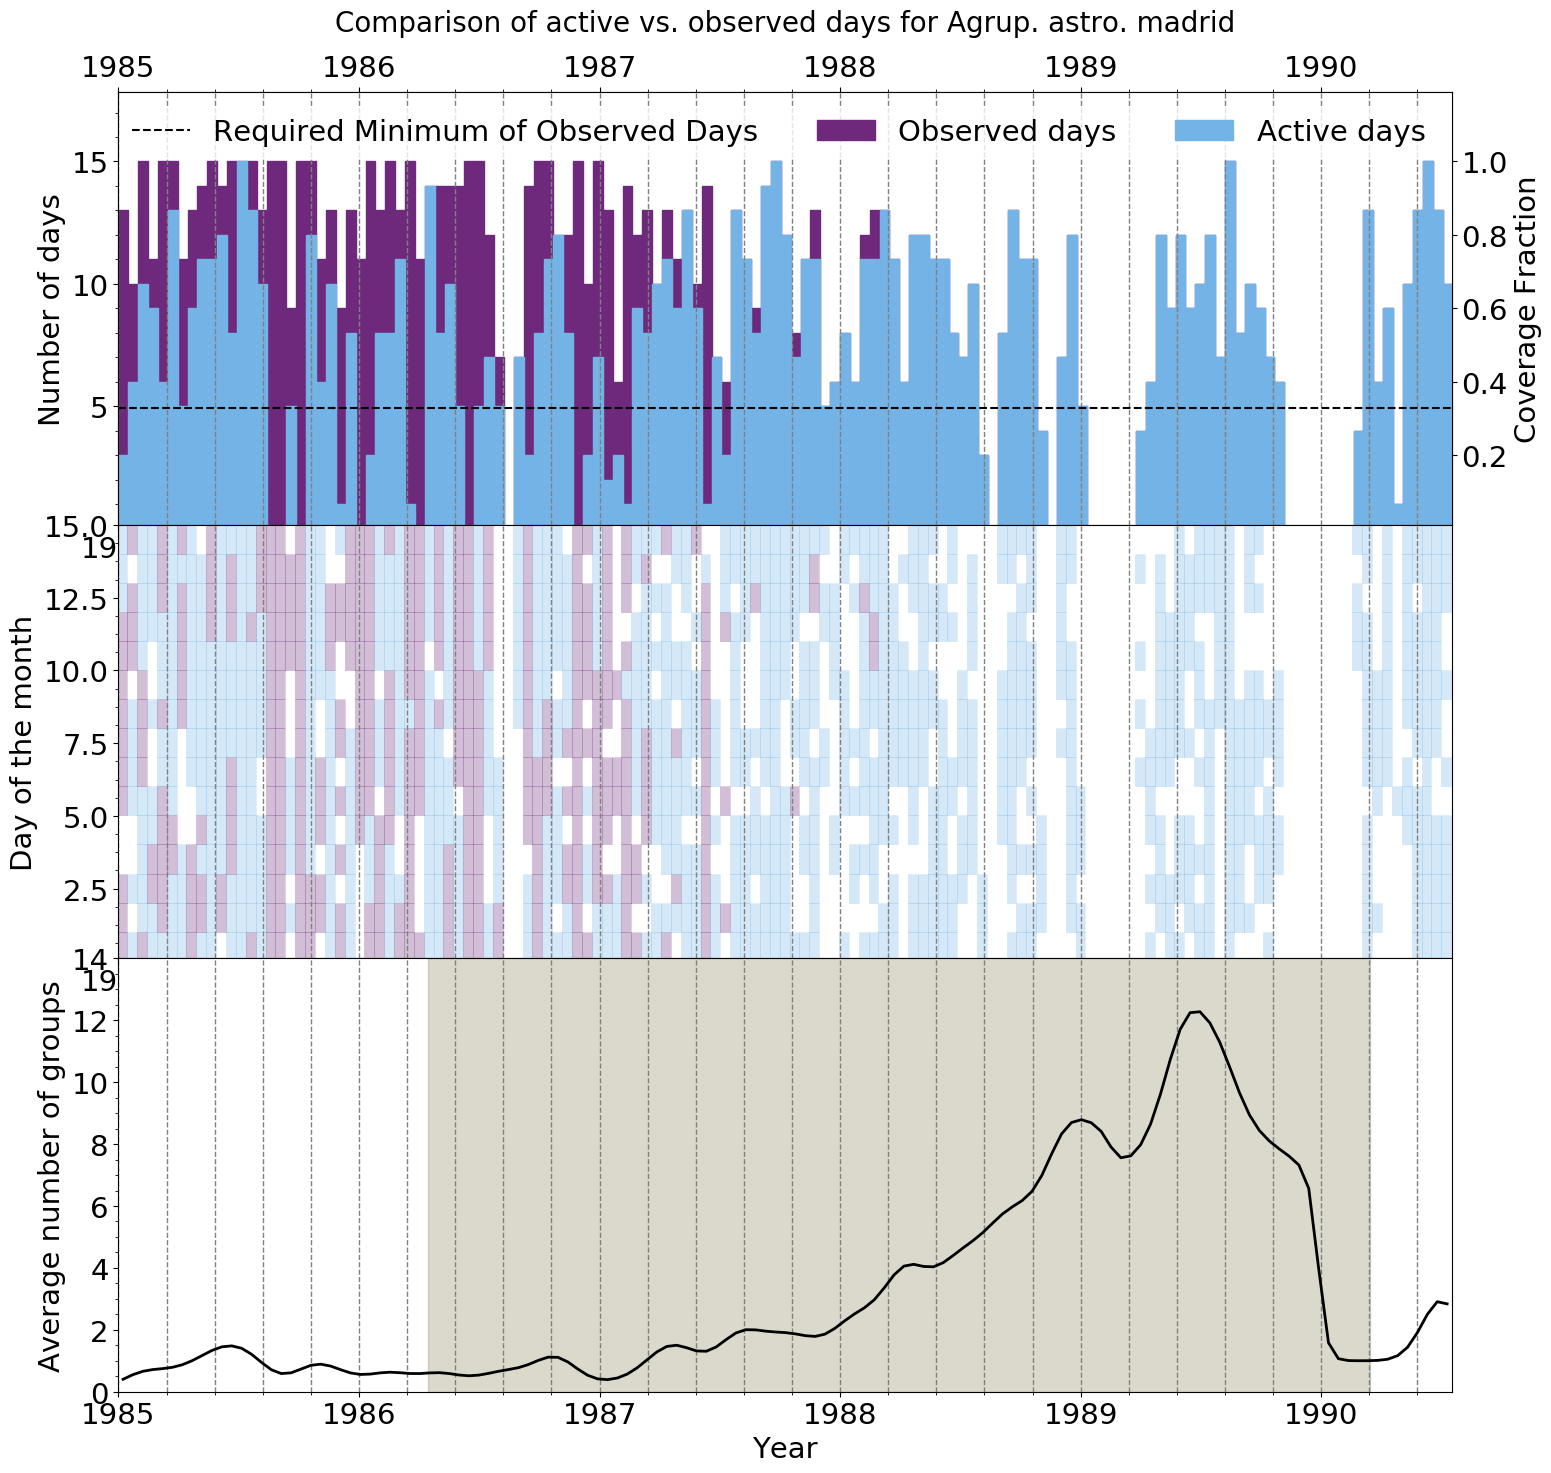 Comparison of active vs. observed days for Agrup. astro. madrid
1985 1986 1987 1988 1989 1990
Required Minimum of Observed Days Observed days Active days
Number of days
15
10
5
Coverage Fraction
1.0
0.8
0.6
0.4
0.2
Day of the month
15.0
19
12.5
10.0
7.5
5.0
2.5
Average number of groups
14
19
12
10
8
6
4
2
0
1985 1986 1987 1988 1989 1990
Year